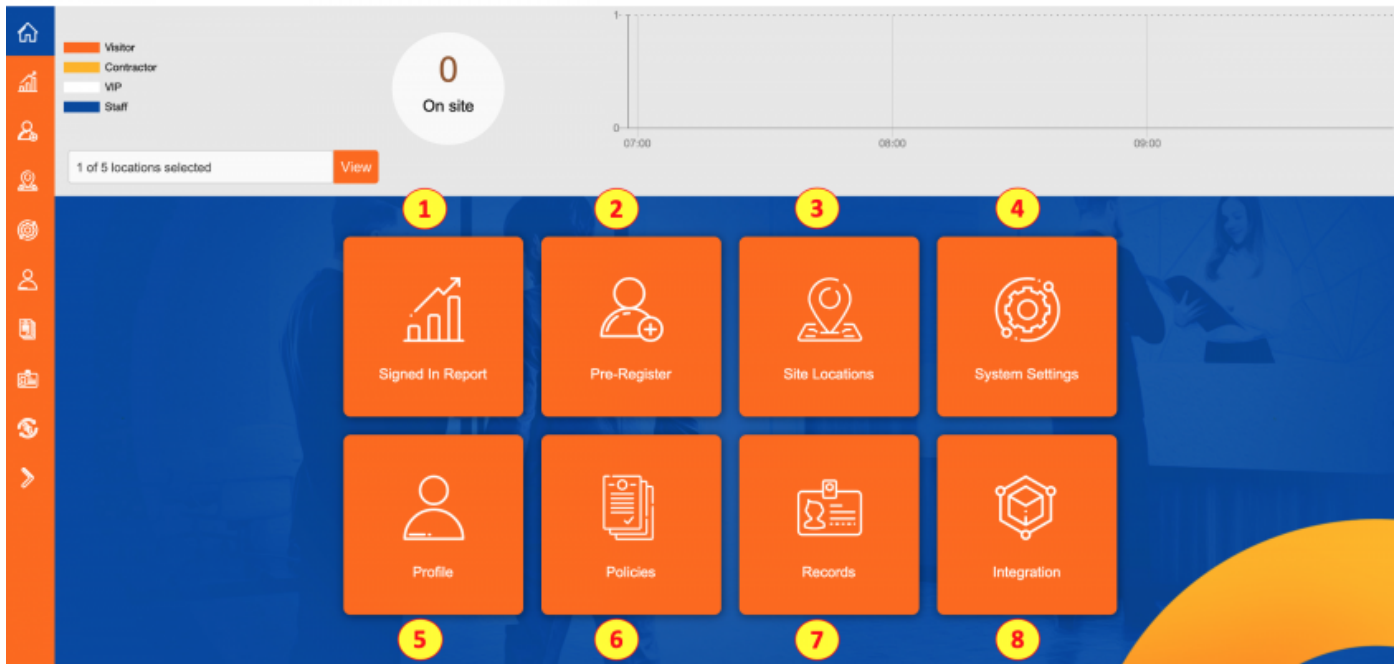 Visitor
Contractor
VIP
Staff
0
On site
1
0
07:00 08:00 09:00
1 of 5 locations selected View
1 2 3 4
Signed In Report Pre-Register Site Locations System Settings
Profile Policies Records Integration
5 6 7 8